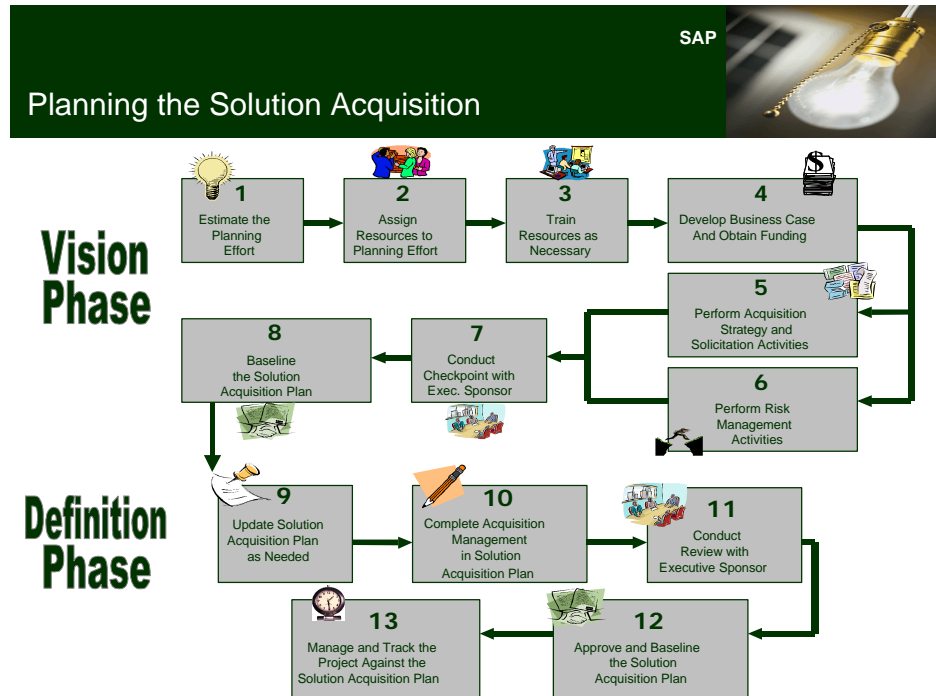 SAP
Planning the Solution Acquisition
Vision
Phase
1
Estimate the
Planning
Effort
2
Assign
Resources to
Planning Effort
3
Train
Resources as
Necessary
4
Develop Business Case
And Obtain Funding
5
Perform Acquisition
Strategy and
Solicitation Activities
6
Perform Risk
Management
Activities
7
Conduct
Checkpoint with
Exec. Sponsor
8
Baseline
the Solution
Acquisition Plan
Definition
Phase
9
Update Solution
Acquisition Plan
as Needed
10
Complete Acquisition
Management
in Solution
Acquisition Plan
11
Conduct
Review with
Executive Sponsor
12
Approve and Baseline
the Solution
Acquisition Plan
13
Manage and Track the
Project Against the
Solution Acquisition Plan